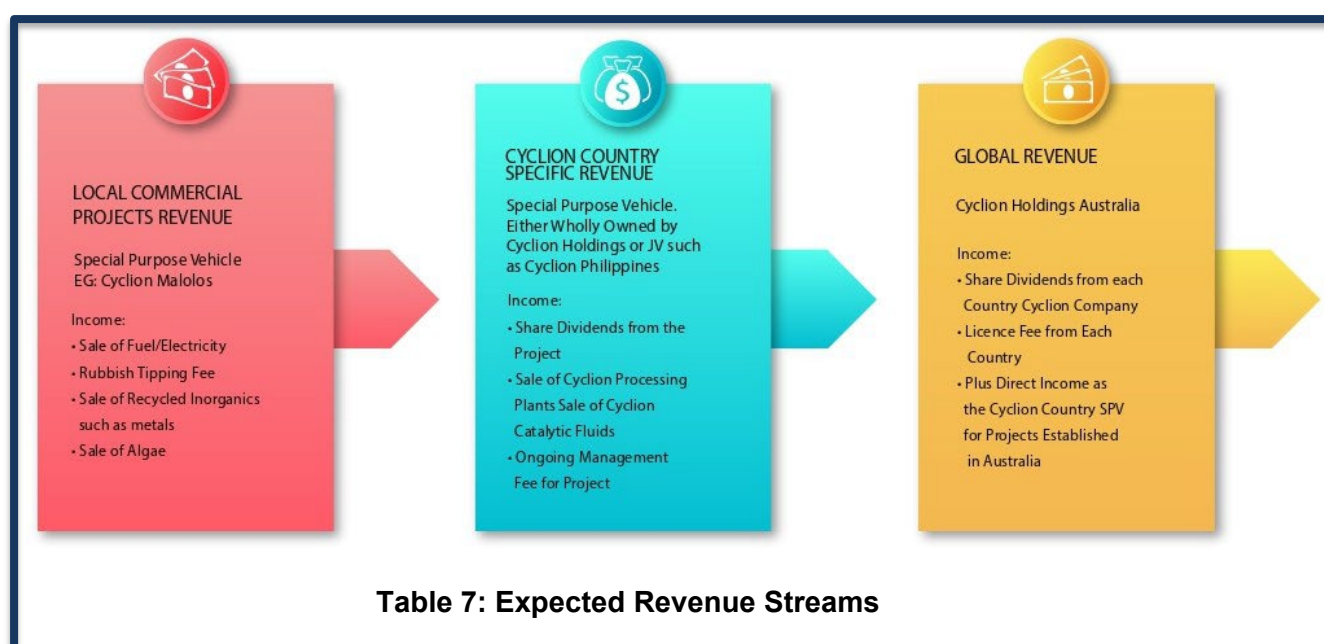 LOCAL COMMERCIAL
PROJECTS REVENUE
Special Purpose Vehicle
EG: Cyclion Malolos
Income:
• Sale of Fuel/Electricity
• Rubbish Tipping Fee
• Sale of Recycled Inorganics
such as metals
• Sale of Algae
$
CYCLION COUNTRY
SPECIFIC REVENUE
Special Purpose Vehicle.
Either Wholly Owned by
Cyclion Holdings or JV such
as Cyclion Philippines
Income:
• Share Dividends from the
Project
• Sale of Cyclion Processing
Plants Sale of Cyclion
Catalytic Fluids
• Ongoing Management
Fee for Project
GLOBAL REVENUE
Cyclion Holdings Australia
Income:
• Share Dividends from each
Country Cyclion Company
• Licence Fee from Each
Country
• Plus Direct Income as
the Cyclion Country SPV
for Projects Established
in Australia
Table 7: Expected Revenue Streams